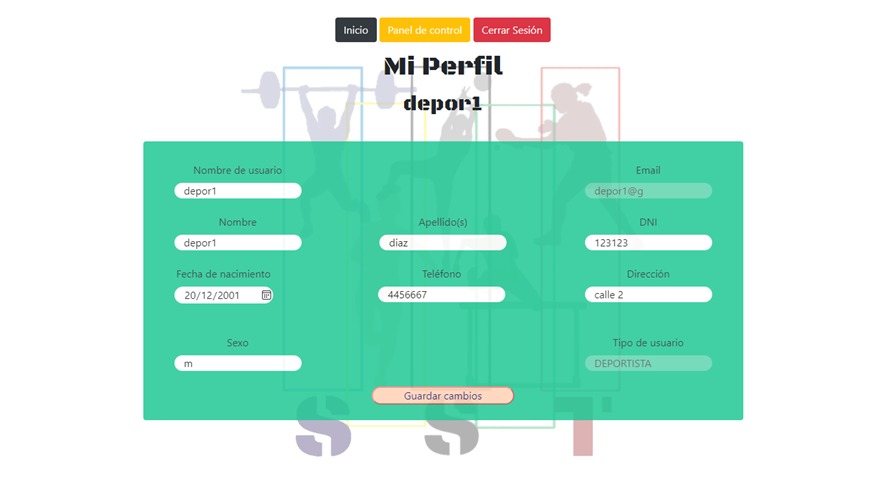 Inicio Panel de control Cerrar Sesión
Mi Perfil
depor1
Nombre de usuario Email
depor1 depor1@g
Nombre Apellido(s) DNI
depor1 diaz 123123
Fecha de nacimiento Teléfono Dirección
20/12/2001 4456667 calle 2
Sexo Tipo de usuario
m DEPORTISTA
Guardar cambios
S S T